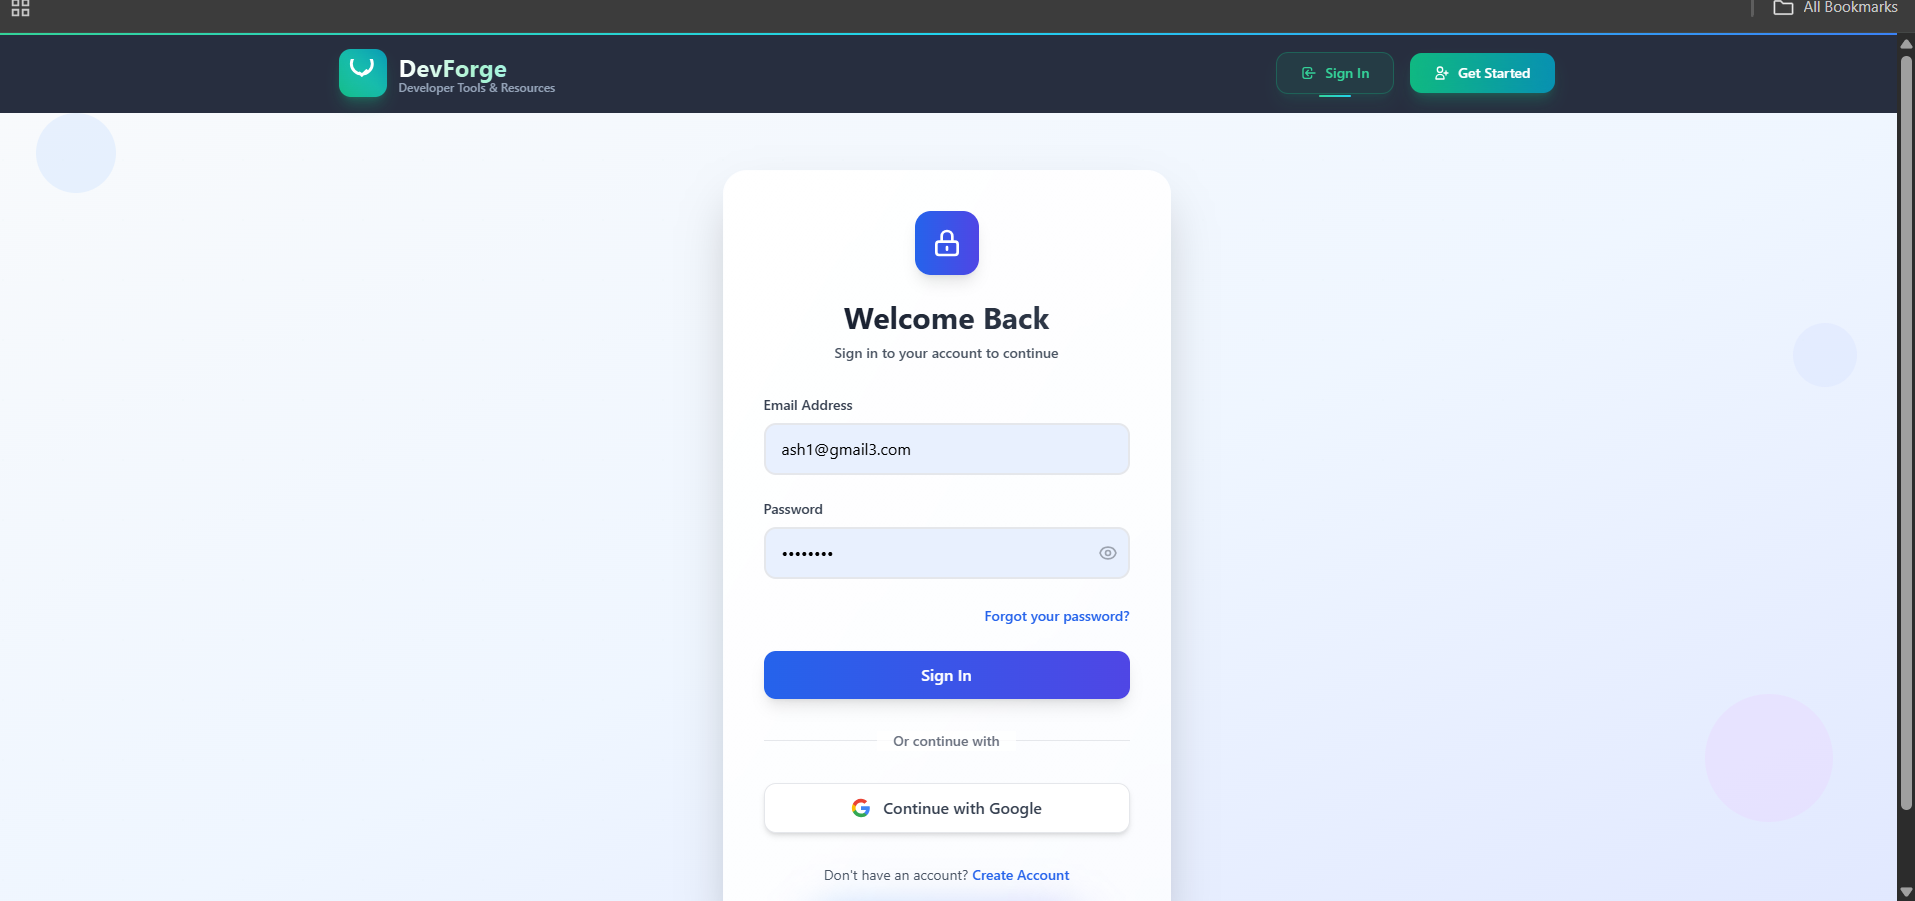 All Bookmarks
DevForge
Developer Tools & Resources
Sign In
Get Started
Welcome Back
Sign in to your account to continue
Email Address
ash1@gmail3.com
Password
••••••••
Forgot your password?
Sign In
Or continue with
Continue with Google
Don't have an account? Create Account